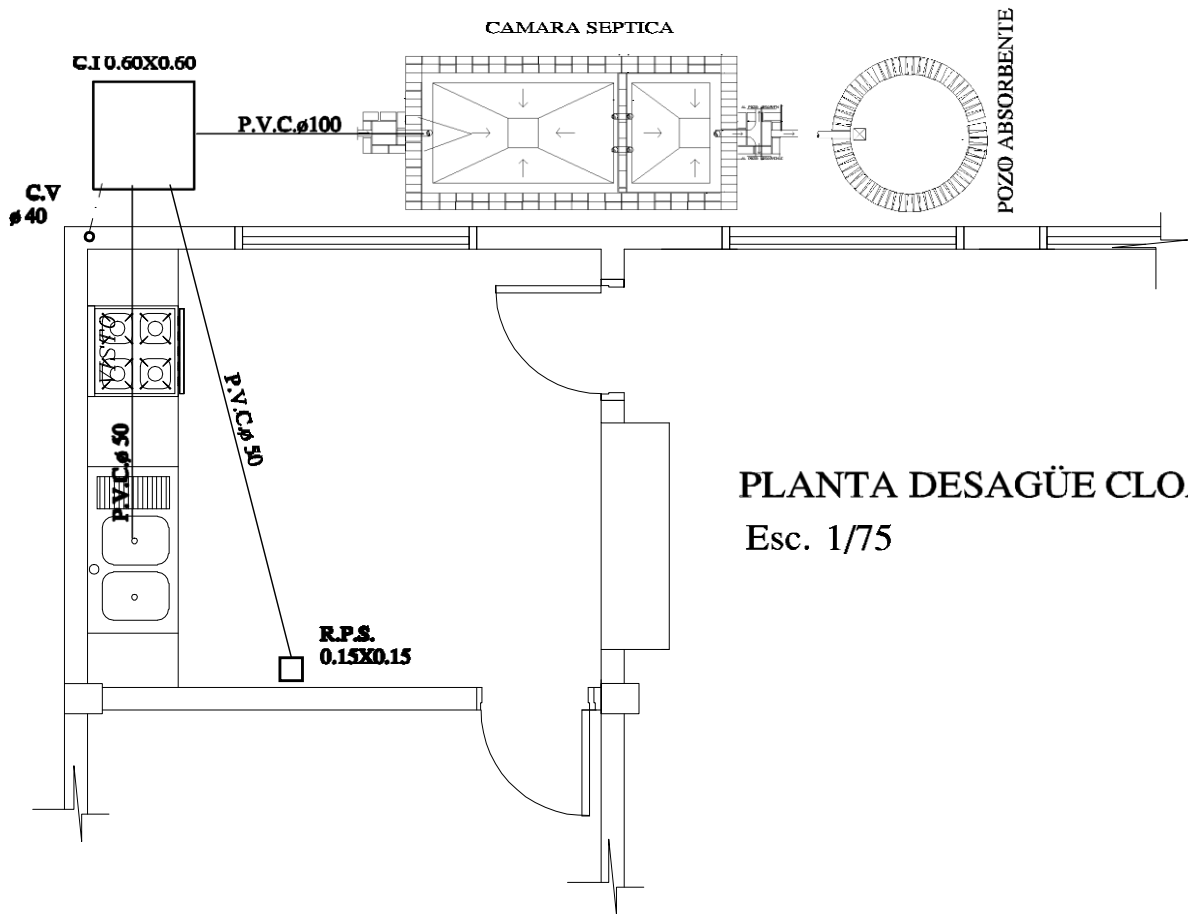 CAMARA SEPTICA
C.I 0.60X0.60
P.V.C.ø100
POZO ABSORBENTE
C.V
ø 40
P.V.C.ø 50
P.V.C.ø 50
PLANTA DESAGÜE
Esc. 1/75
R.P.S.
0.15X0.15